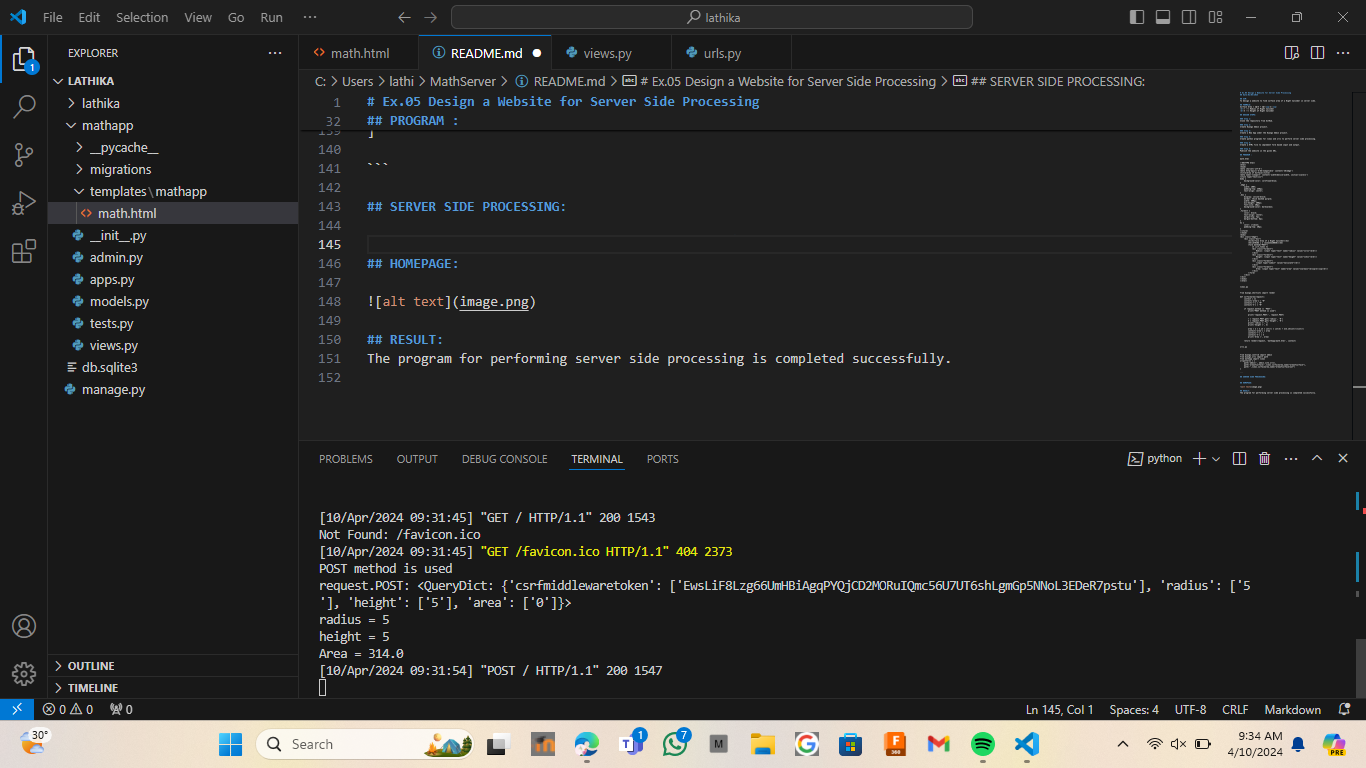 File Edit Selection View Go Run ··· lathika
EXPLORER ···
LATHIKA
lathika
mathapp
__pycache__
migrations
templates\mathapp
math.html
__init__.py
admin.py
apps.py
models.py
tests.py
views.py
db.sqlite3
manage.py
OUTLINE
TIMELINE
1
math.html README.md views.py urls.py
C: > Users > lathi > MathServer > README.md > # Ex.05 Design a Website for Server Side Processing > ## SERVER SIDE PROCESSING:
1 # Ex.05 Design a Website for Server Side Processing
32 ## PROGRAM :
139 ]
140
141 ```
142
143 ## SERVER SIDE PROCESSING:
144
145
146 ## HOMEPAGE:
147
148 ![alt text](image.png)
149
150 ## RESULT:
151 The program for performing server side processing is completed successfully.
152
PROBLEMS OUTPUT DEBUG CONSOLE TERMINAL PORTS python
[10/Apr/2024 09:31:45] "GET / HTTP/1.1" 200 1543
Not Found: /favicon.ico
[10/Apr/2024 09:31:45] "GET /favicon.ico HTTP/1.1" 404 2373
POST method is used
request.POST: <QueryDict: {'csrfmiddlewaretoken': ['EwsLiF8Lzg66UmHBiAgqPYQjCD2MORuIQmc56U7UT6shLgmGp5NNoL3EDeR7pstu'], 'radius': ['5
'], 'height': ['5'], 'area': ['0']}>
radius = 5
height = 5
Area = 314.0
[10/Apr/2024 09:31:54] "POST / HTTP/1.1" 200 1547
0 0 0 Ln 145, Col 1 Spaces: 4 UTF-8 CRLF Markdown
30° Search 1 7 M F 360 PRE
9:34 AM
4/10/2024